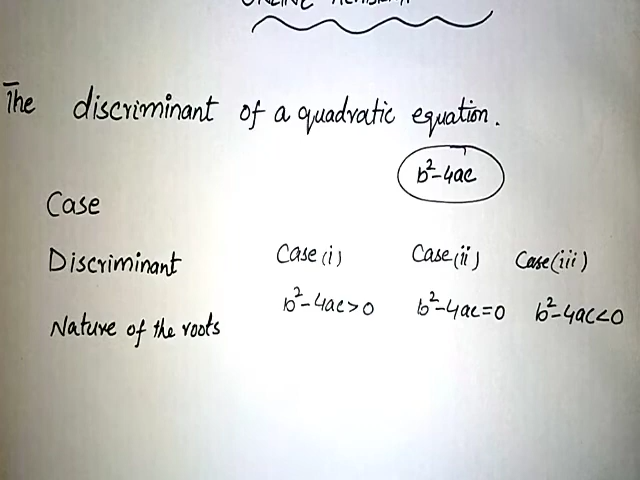 The discriminant of a quadratic equation.
b²-4ac
Case
Discriminant Case (i) Case (ii) Case (iii)
Nature of the roots b²-4ac>0 b²-4ac=0 b²-4ac<0